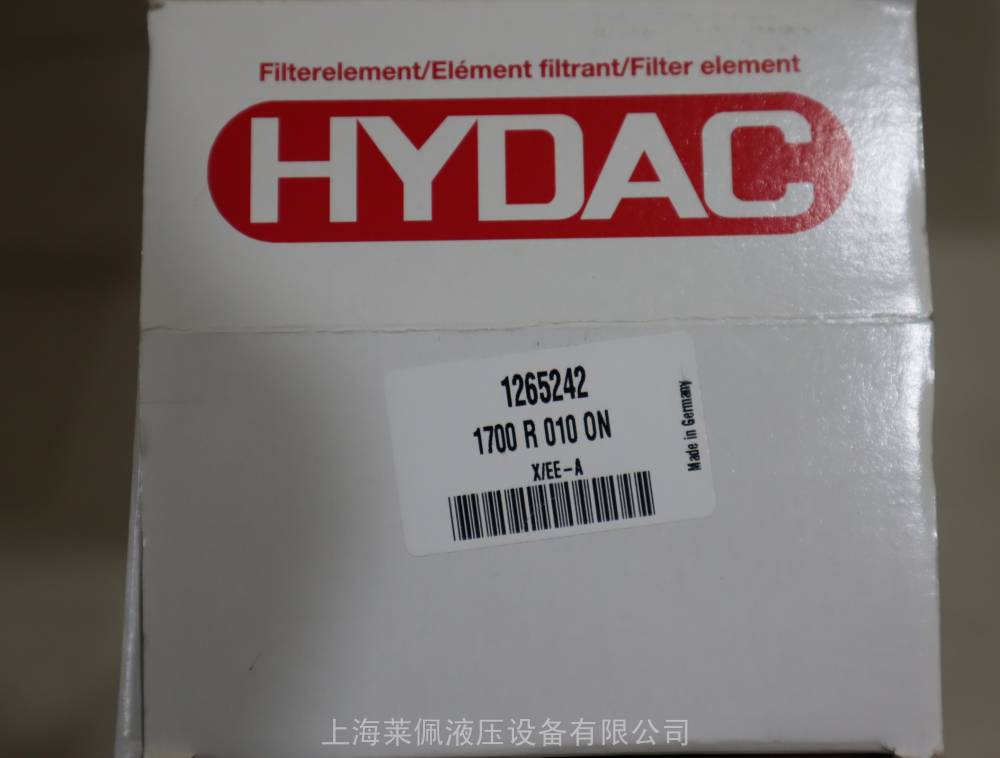 Filterelement/Elément filtrant/Filter element
HYDAC
1265242
1700 R 010 ON
X/EE-A
Made in Germany
上海莱佩液压设备有限公司